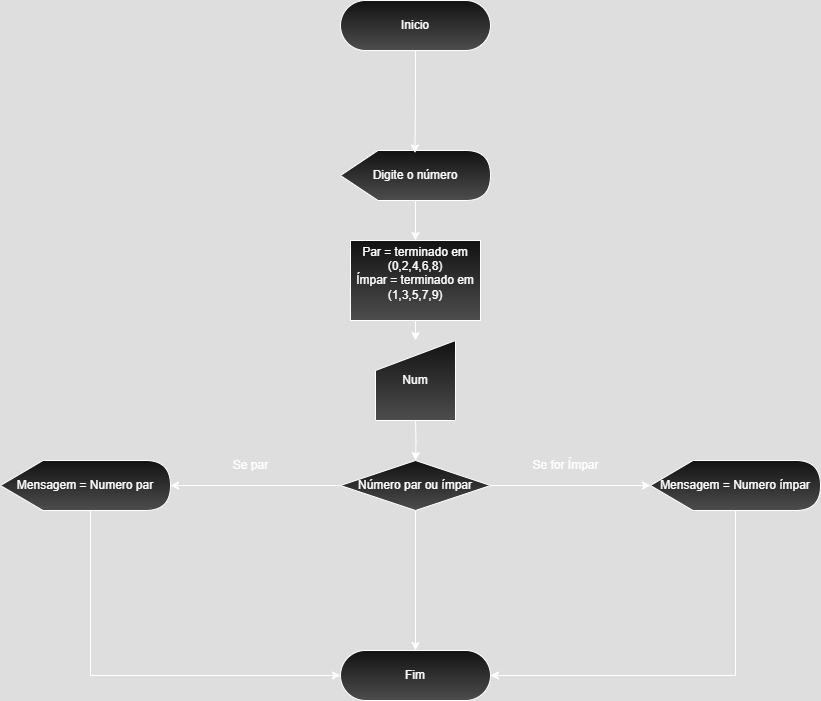 Inicio
Digite o número
Par = terminado em
(0,2,4,6,8)
Ímpar = terminado em
(1,3,5,7,9)
Num
Se par
Se for Ímpar
Mensagem = Numero par
Número par ou ímpar
Mensagem = Numero ímpar
Fim